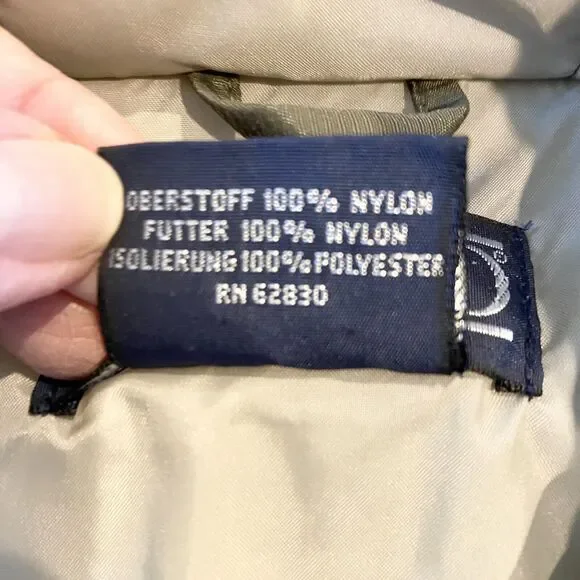 OBERSTOFF 100% NYLON
FUTTER 100% NYLON
ISOLIERUNG 100% POLYESTER
RN 62830